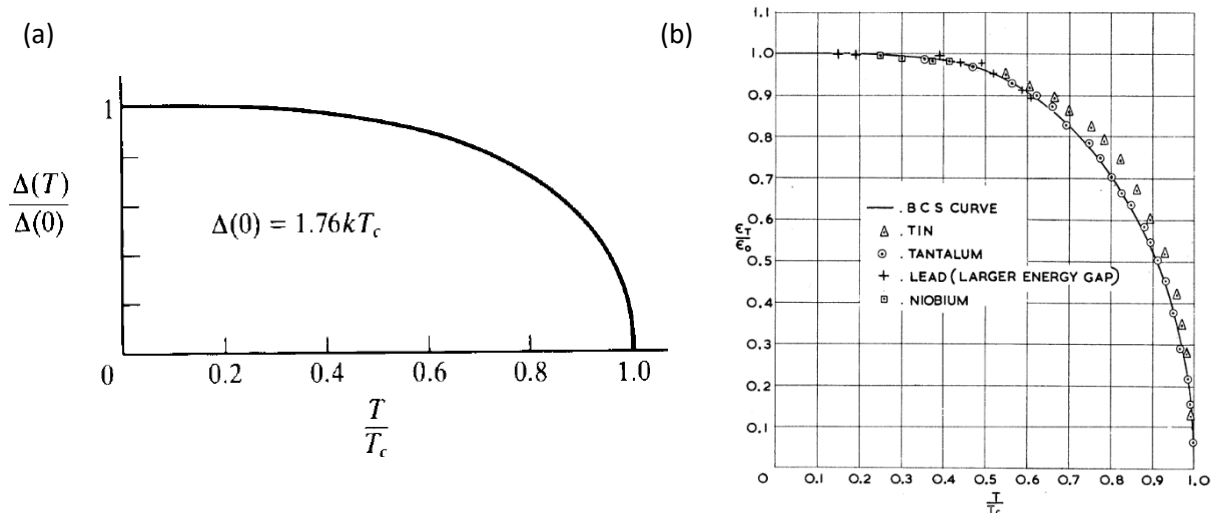 (a)
1
Δ(T)
Δ(0)
Δ(0) = 1.76kT_c
0 0.2 0.4 0.6 0.8 1.0
T
T_c
(b)
1.1
1.0
0.9
0.8
0.7
0.6
0.5
0.4
0.3
0.2
0.1
ε_T
ε_o
— . B C S CURVE
△ . TIN
⊙ . TANTALUM
+ . LEAD (LARGER ENERGY GAP)
⊡ . NIOBIUM
0 0.1 0.2 0.3 0.4 0.5 0.6 0.7 0.8 0.9 1.0
T
T_c